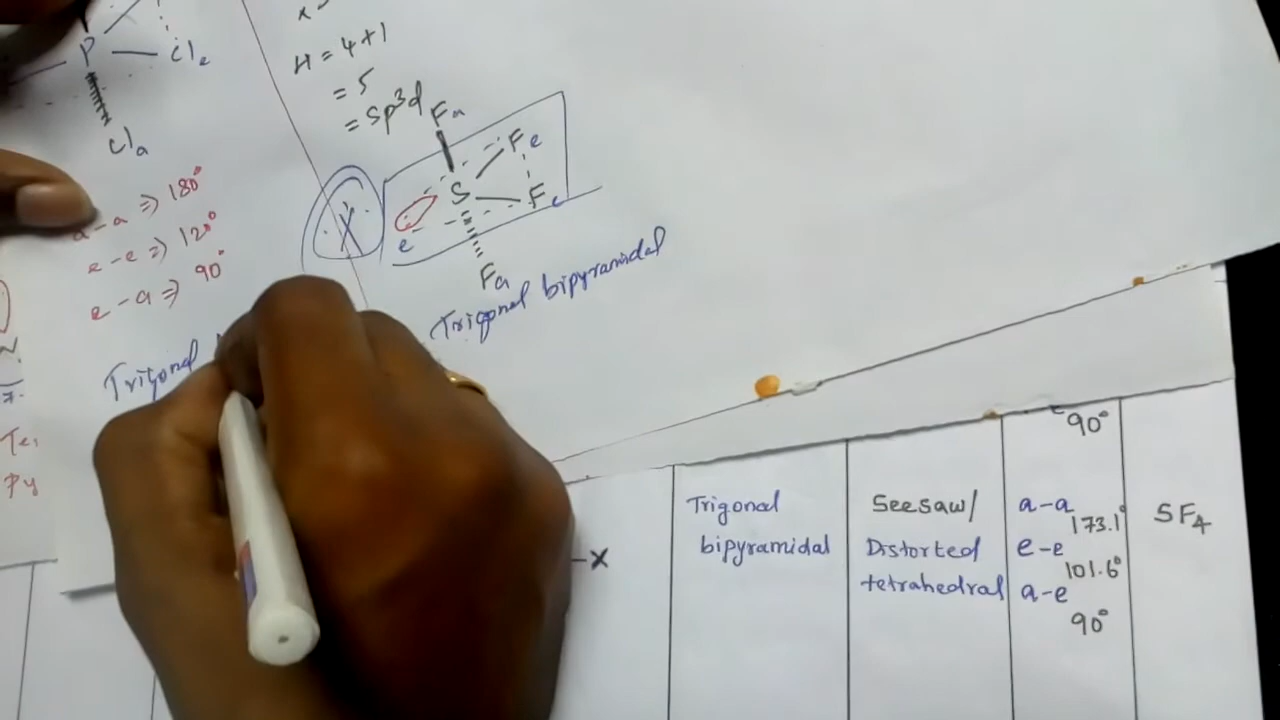 P
Cle
Cla
a-a ⇒ 180°
e-e ⇒ 120°
e-a ⇒ 90°
Trigonal
H = 4+1
= 5
= sp³d
Fa
S
Fe
Fe
e
Fa
Trigonal bipyramidal
90°
-x
Trigonal
bipyramidal
Seesaw/
Distorted
tetrahedral
a-a
173.1°
e-e
101.6°
a-e
90°
SF₄